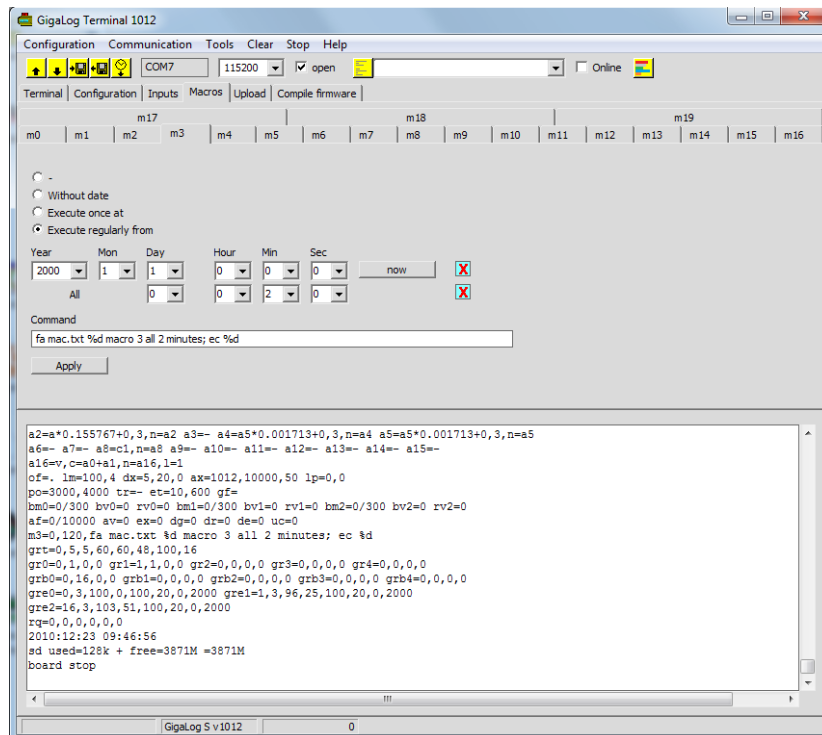 GigaLog Terminal 1012
Configuration Communication Tools Clear Stop Help
COM7 115200 open Online
Terminal Configuration Inputs Macros Upload Compile firmware
m17 m18 m19
m0 m1 m2 m3 m4 m5 m6 m7 m8 m9 m10 m11 m12 m13 m14 m15 m16
-
Without date
Execute once at
Execute regularly from
Year Mon Day Hour Min Sec
2000 1 1 0 0 0 now X
All 0 0 2 0 X
Command
fa mac.txt %d macro 3 all 2 minutes; ec %d
Apply
a2=a*0.155767+0,3,n=a2 a3=- a4=a5*0.001713+0,3,n=a4 a5=a5*0.001713+0,3,n=a5
a6=- a7=- a8=c1,n=a8 a9=- a10=- a11=- a12=- a13=- a14=- a15=-
a16=v,c=a0+a1,n=a16,l=1
of=. lm=100,4 dx=5,20,0 ax=1012,10000,50 lp=0,0
po=3000,4000 tr=- et=10,600 gf=
bm0=0/300 bv0=0 rv0=0 bm1=0/300 bv1=0 rv1=0 bm2=0/300 bv2=0 rv2=0
af=0/10000 av=0 ex=0 dg=0 dr=0 de=0 uc=0
m3=0,120,fa mac.txt %d macro 3 all 2 minutes; ec %d
grt=0,5,5,60,60,48,100,16
gr0=0,1,0,0 gr1=1,1,0,0 gr2=0,0,0,0 gr3=0,0,0,0 gr4=0,0,0,0
grb0=0,16,0,0 grb1=0,0,0,0 grb2=0,0,0,0 grb3=0,0,0,0 grb4=0,0,0,0
gre0=0,3,100,0,100,20,0,2000 gre1=1,3,96,25,100,20,0,2000
gre2=16,3,103,51,100,20,0,2000
rq=0,0,0,0,0,0
2010:12:23 09:46:56
sd used=128k + free=3871M =3871M
board stop
GigaLog S v1012 0